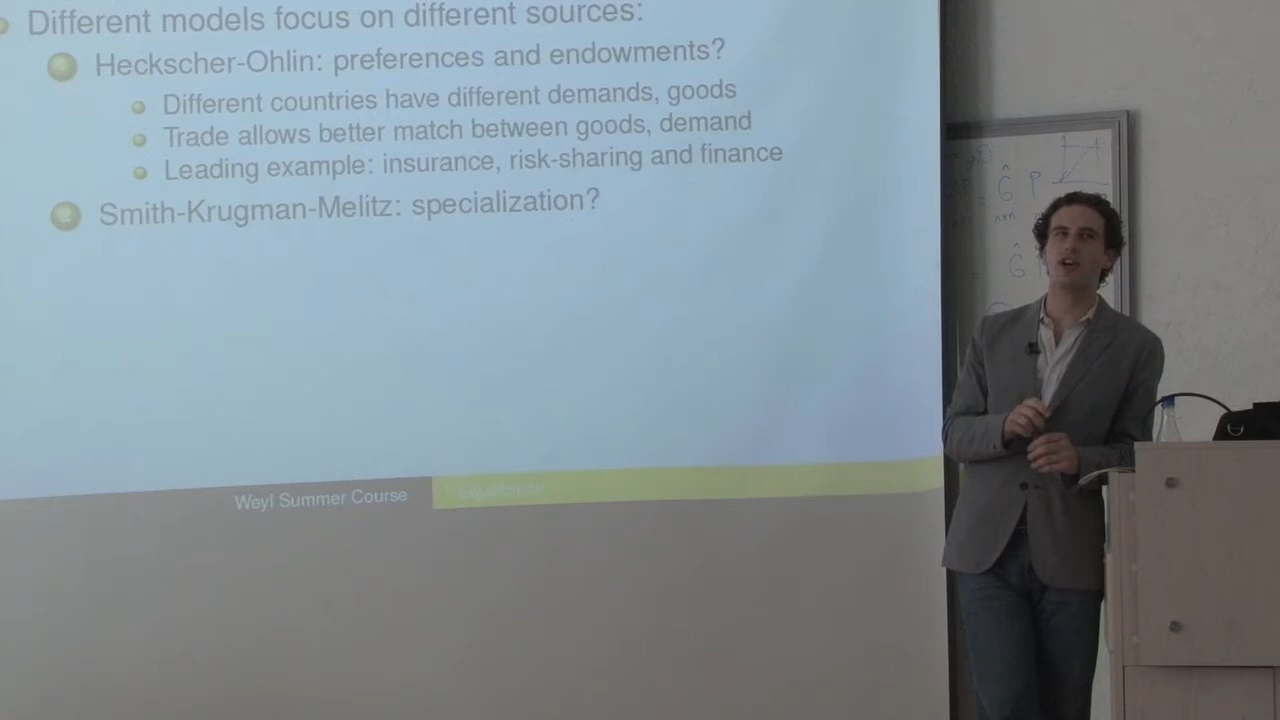 Different models focus on different sources:
Heckscher-Ohlin: preferences and endowments?
Different countries have different demands, goods
Trade allows better match between goods, demand
Leading example: insurance, risk-sharing and finance
2 Smith-Krugman-Melitz: specialization?
Weyl Summer Course
Ĝ P
Ĝ